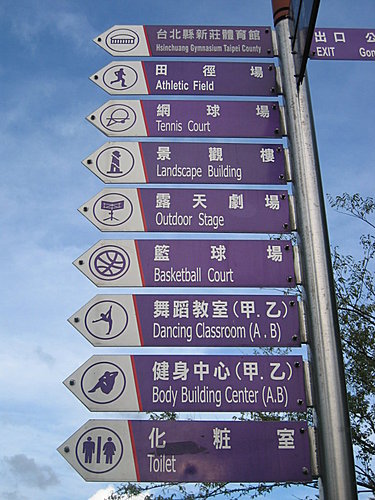 台北縣新莊體育館
Hsinchuang Gymnasium Taipei County
出口 公
EXIT Gon
田徑場
Athletic Field
網球場
Tennis Court
景觀樓
Landscape Building
露天劇場
Outdoor Stage
籃球場
Basketball Court
舞蹈教室(甲.乙)
Dancing Classroom (A.B)
健身中心(甲.乙)
Body Building Center (A.B)
化粧室
Toilet